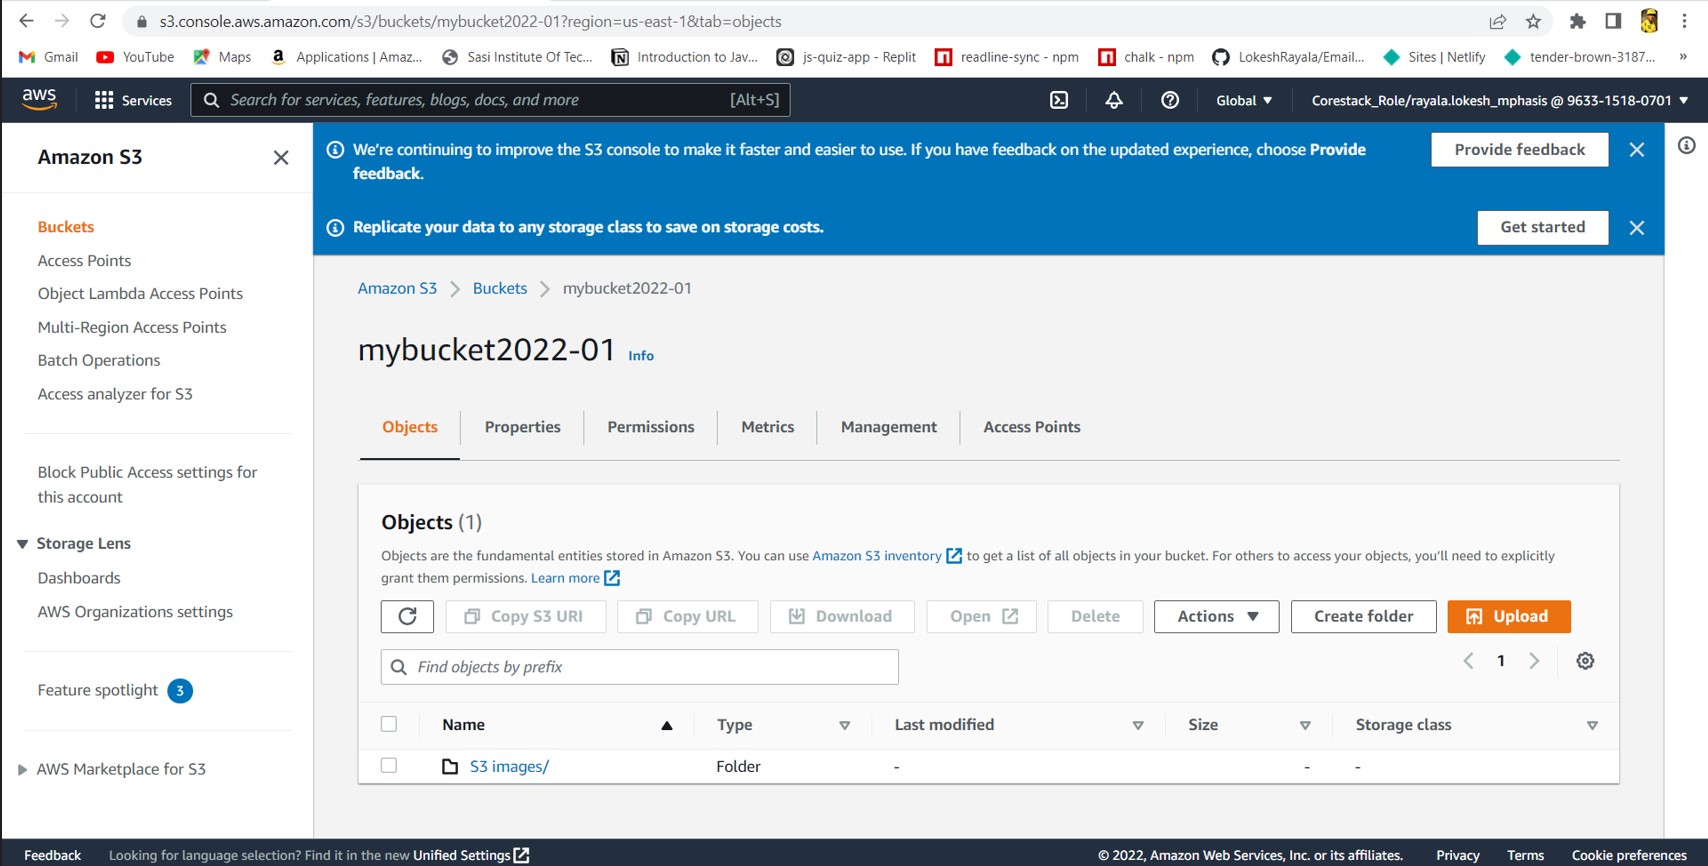 s3.console.aws.amazon.com/s3/buckets/mybucket2022-01?region=us-east-1&tab=objects
Gmail YouTube Maps Applications | Amaz... Sasi Institute Of Tec... Introduction to Jav... js-quiz-app - Replit readline-sync - npm chalk - npm LokeshRayala/Email... Sites | Netlify tender-brown-3187... »
aws Services Search for services, features, blogs, docs, and more [Alt+S] Global Corestack_Role/rayala.lokesh_mphasis @ 9633-1518-0701
Amazon S3
Buckets
Access Points
Object Lambda Access Points
Multi-Region Access Points
Batch Operations
Access analyzer for S3
Block Public Access settings for
this account
Storage Lens
Dashboards
AWS Organizations settings
Feature spotlight 3
AWS Marketplace for S3
We're continuing to improve the S3 console to make it faster and easier to use. If you have feedback on the updated experience, choose Provide
feedback.
Provide feedback
Replicate your data to any storage class to save on storage costs.
Get started
Amazon S3 > Buckets > mybucket2022-01
mybucket2022-01 Info
Objects Properties Permissions Metrics Management Access Points
Objects (1)
Objects are the fundamental entities stored in Amazon S3. You can use Amazon S3 inventory to get a list of all objects in your bucket. For others to access your objects, you'll need to explicitly
grant them permissions. Learn more
Copy S3 URI Copy URL Download Open Delete Actions Create folder Upload
Find objects by prefix
< 1 >
Name Type Last modified Size Storage class
S3 images/ Folder - - -
Feedback Looking for language selection? Find it in the new Unified Settings © 2022, Amazon Web Services, Inc. or its affiliates. Privacy Terms Cookie preferences